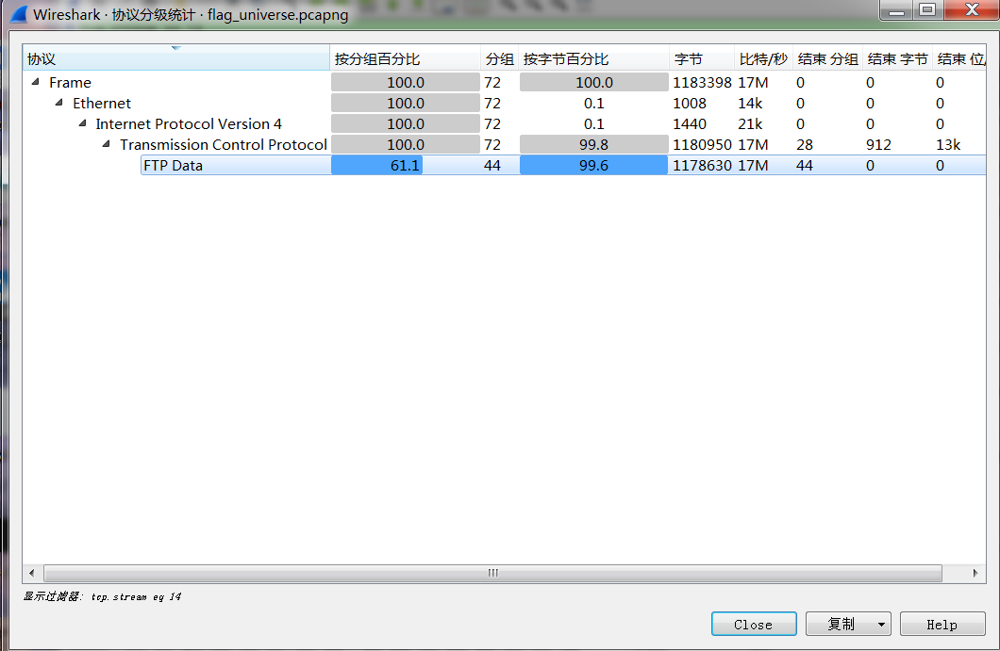 Wireshark · 协议分级统计 · flag_universe.pcapng
协议 按分组百分比 分组 按字节百分比 字节 比特/秒 结束 分组 结束 字节 结束 位/
Frame 100.0 72 100.0 1183398 17M 0 0 0
Ethernet 100.0 72 0.1 1008 14k 0 0 0
Internet Protocol Version 4 100.0 72 0.1 1440 21k 0 0 0
Transmission Control Protocol 100.0 72 99.8 1180950 17M 28 912 13k
FTP Data 61.1 44 99.6 1178630 17M 44 0 0
显示过滤器: tcp.stream eq 14
Close 复制 Help